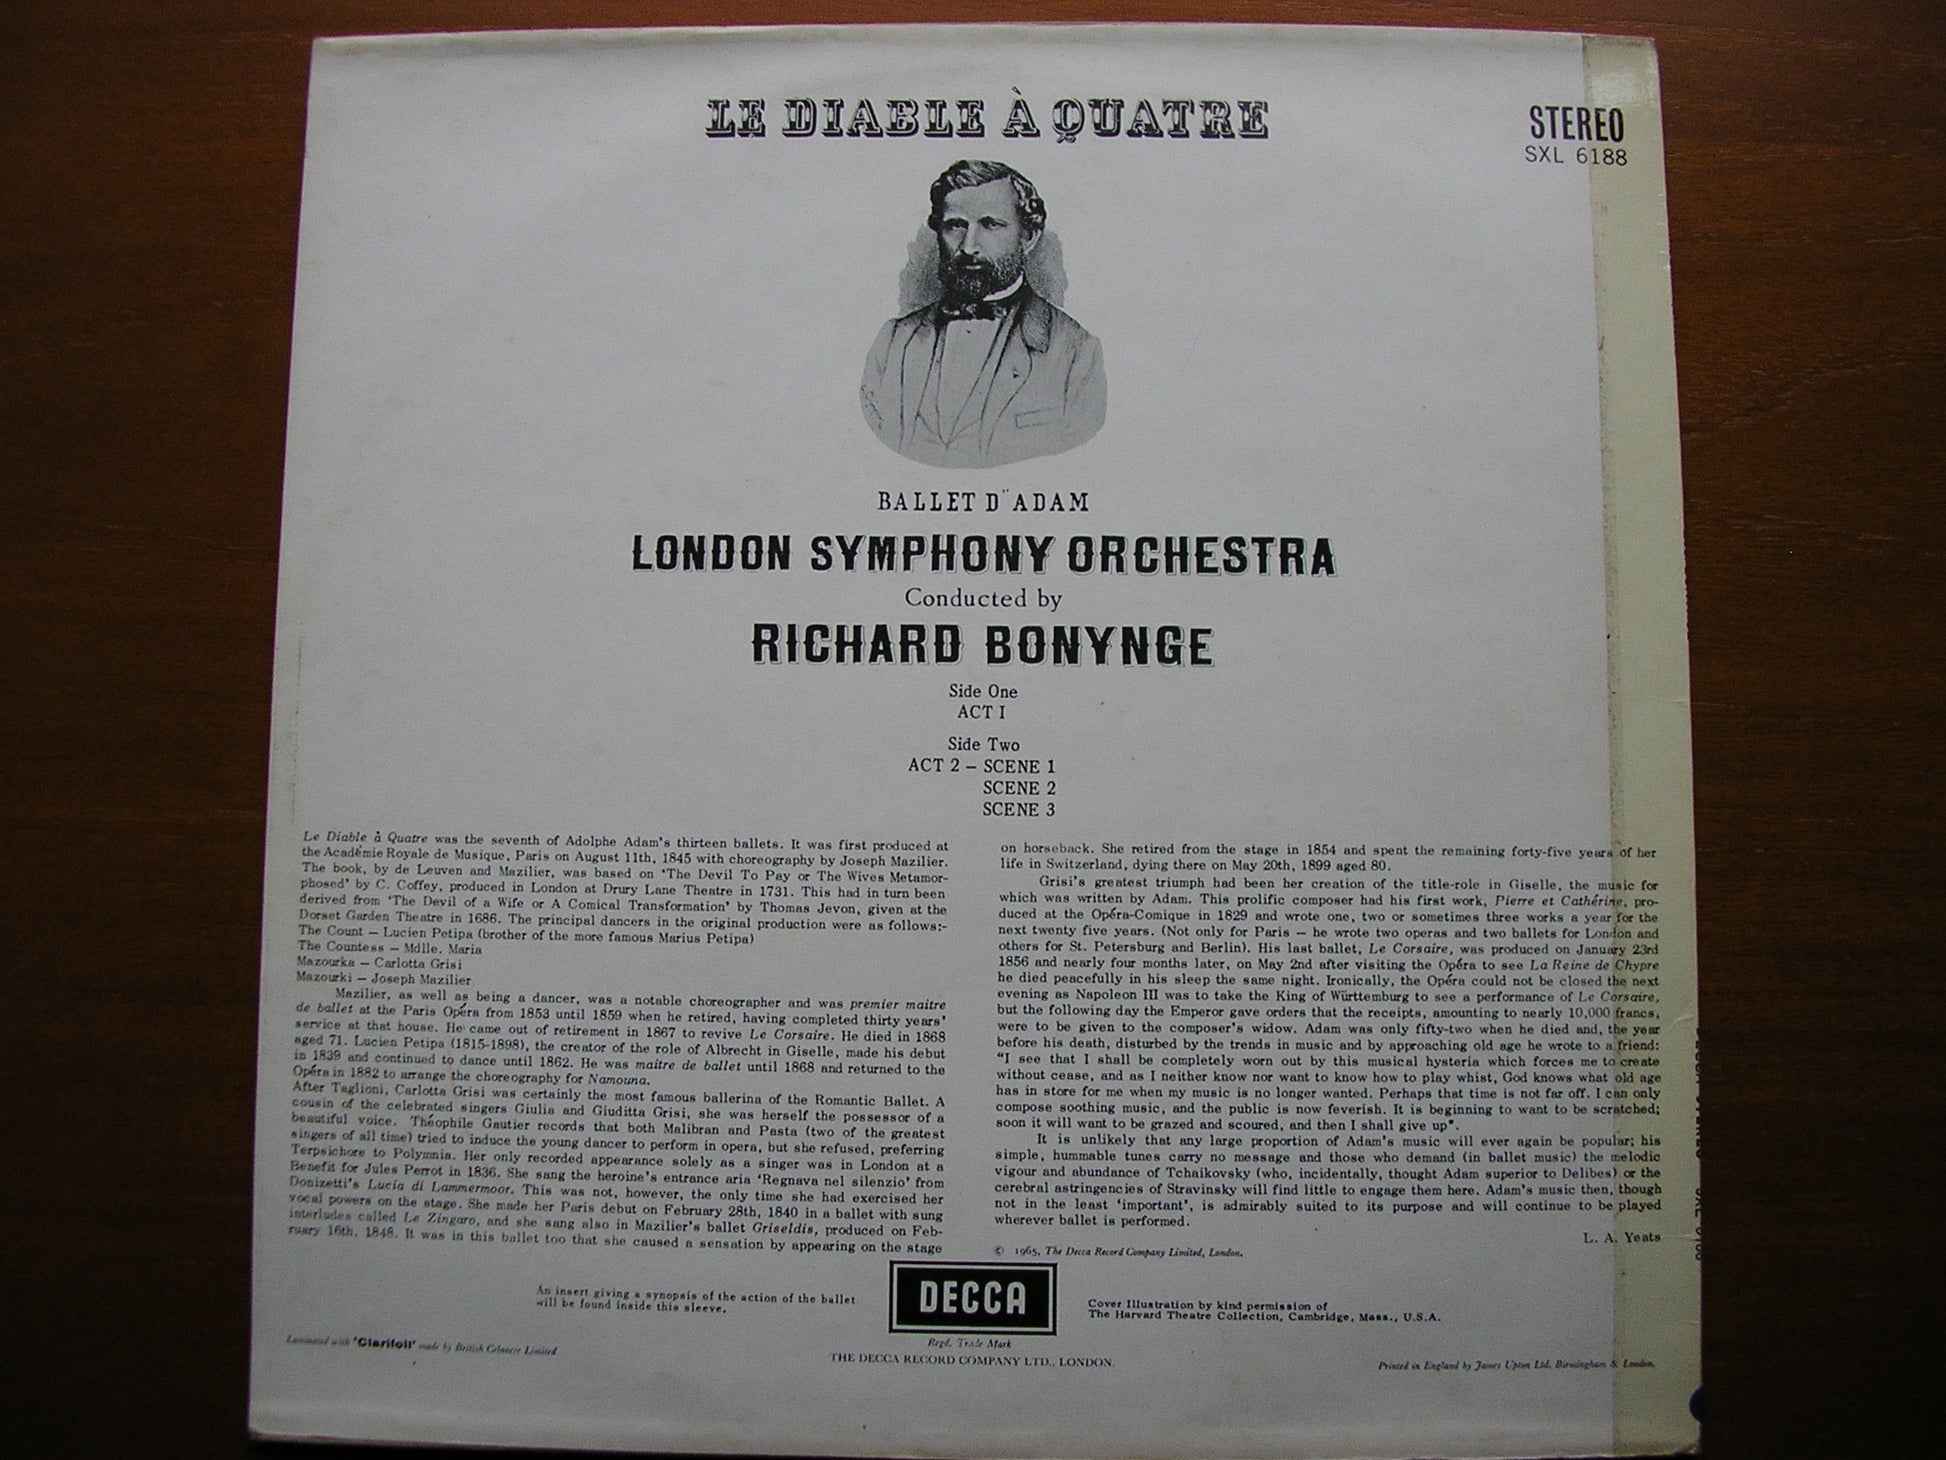 LE DIABLE À QUATRE
STEREO
SXL 6188
BALLET D'ADAM
LONDON SYMPHONY ORCHESTRA
Conducted by
RICHARD BONYNGE
Side One
ACT I
Side Two
ACT 2 – SCENE 1
SCENE 2
SCENE 3
Le Diable à Quatre was the seventh of Adolphe Adam's thirteen ballets. It was first produced at
the Académie Royale de Musique, Paris on August 11th, 1845 with choreography by Joseph Mazilier.
The book, by de Leuven and Mazilier, was based on 'The Devil To Pay or The Wives Metamor-
phosed' by C. Coffey, produced in London at Drury Lane Theatre in 1731. This had in turn been
derived from 'The Devil of a Wife or A Comical Transformation' by Thomas Jevon, given at the
Dorset Garden Theatre in 1686. The principal dancers in the original production were as follows:-
The Count – Lucien Petipa (brother of the more famous Marius Petipa)
The Countess – Mdlle. Maria
Mazourka – Carlotta Grisi
Mazourki – Joseph Mazilier
Mazilier, as well as being a dancer, was a notable choreographer and was premier maitre
de ballet at the Paris Opéra from 1853 until 1859 when he retired, having completed thirty years'
service at that house. He came out of retirement in 1867 to revive Le Corsaire. He died in 1868
aged 71. Lucien Petipa (1815-1898), the creator of the role of Albrecht in Giselle, made his debut
in 1839 and continued to dance until 1862. He was maitre de ballet until 1868 and returned to the
Opéra in 1882 to arrange the choreography for Namouna.
After Taglioni, Carlotta Grisi was certainly the most famous ballerina of the Romantic Ballet. A
cousin of the celebrated singers Giulia and Giuditta Grisi, she was herself the possessor of a
beautiful voice. Théophile Gautier records that both Malibran and Pasta (two of the greatest
singers of all time) tried to induce the young dancer to perform in opera, but she refused, preferring
Terpsichore to Polymnia. Her only recorded appearance solely as a singer was in London at a
Benefit for Jules Perrot in 1836. She sang the heroine's entrance aria 'Regnava nel silenzio' from
Donizetti's Lucia di Lammermoor. This was not, however, the only time she had exercised her
vocal powers on the stage. She made her Paris debut on February 28th, 1840 in a ballet with sung
interludes called Le Zingaro, and she sang also in Mazilier's ballet Griseldis, produced on Feb-
ruary 16th, 1848. It was in this ballet too that she caused a sensation by appearing on the stage
on horseback. She retired from the stage in 1854 and spent the remaining forty-five years of her
life in Switzerland, dying there on May 20th, 1899 aged 80.
Grisi's greatest triumph had been her creation of the title-role in Giselle, the music for
which was written by Adam. This prolific composer had his first work, Pierre et Cathérine, pro-
duced at the Opéra-Comique in 1829 and wrote one, two or sometimes three works a year for the
next twenty five years. (Not only for Paris – he wrote two operas and two ballets for London and
others for St. Petersburg and Berlin). His last ballet, Le Corsaire, was produced on January 23rd
1856 and nearly four months later, on May 2nd after visiting the Opéra to see La Reine de Chypre
he died peacefully in his sleep the same night. Ironically, the Opéra could not be closed the next
evening as Napoleon III was to take the King of Württemburg to see a performance of Le Corsaire,
but the following day the Emperor gave orders that the receipts, amounting to nearly 10,000 francs,
were to be given to the composer's widow. Adam was only fifty-two when he died and, the year
before his death, disturbed by the trends in music and by approaching old age he wrote to a friend:
"I see that I shall be completely worn out by this musical hysteria which forces me to create
without cease, and as I neither know nor want to know how to play whist, God knows what old age
has in store for me when my music is no longer wanted. Perhaps that time is not far off. I can only
compose soothing music, and the public is now feverish. It is beginning to want to be scratched;
soon it will want to be grazed and scoured, and then I shall give up".
It is unlikely that any large proportion of Adam's music will ever again be popular; his
simple, hummable tunes carry no message and those who demand (in ballet music) the melodic
vigour and abundance of Tchaikovsky (who, incidentally, thought Adam superior to Delibes) or the
cerebral astringencies of Stravinsky will find little to engage them here. Adam's music then, though
not in the least 'important', is admirably suited to its purpose and will continue to be played
wherever ballet is performed.
L. A. Yeats
© 1965, The Decca Record Company Limited, London.
An insert giving a synopsis of the action of the ballet
will be found inside this sleeve.
DECCA
Regd. Trade Mark
THE DECCA RECORD COMPANY LTD., LONDON.
Cover Illustration by kind permission of
The Harvard Theatre Collection, Cambridge, Mass., U.S.A.
Laminated with 'Clarifoil' made by British Celanese Limited
Printed in England by James Upton Ltd. Birmingham & London.